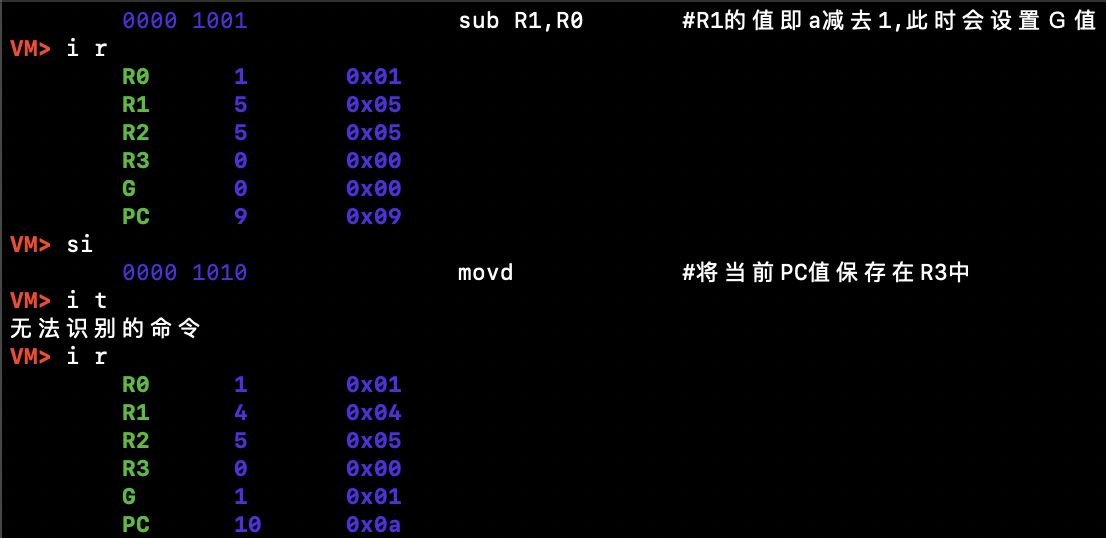 0000 1001 sub R1,R0 #R1的值即a减去1,此时会设置G值
VM> i r
R0 1 0x01
R1 5 0x05
R2 5 0x05
R3 0 0x00
G 0 0x00
PC 9 0x09
VM> si
0000 1010 movd #将当前PC值保存在R3中
VM> i t
无法识别的命令
VM> i r
R0 1 0x01
R1 4 0x04
R2 5 0x05
R3 0 0x00
G 1 0x01
PC 10 0x0a